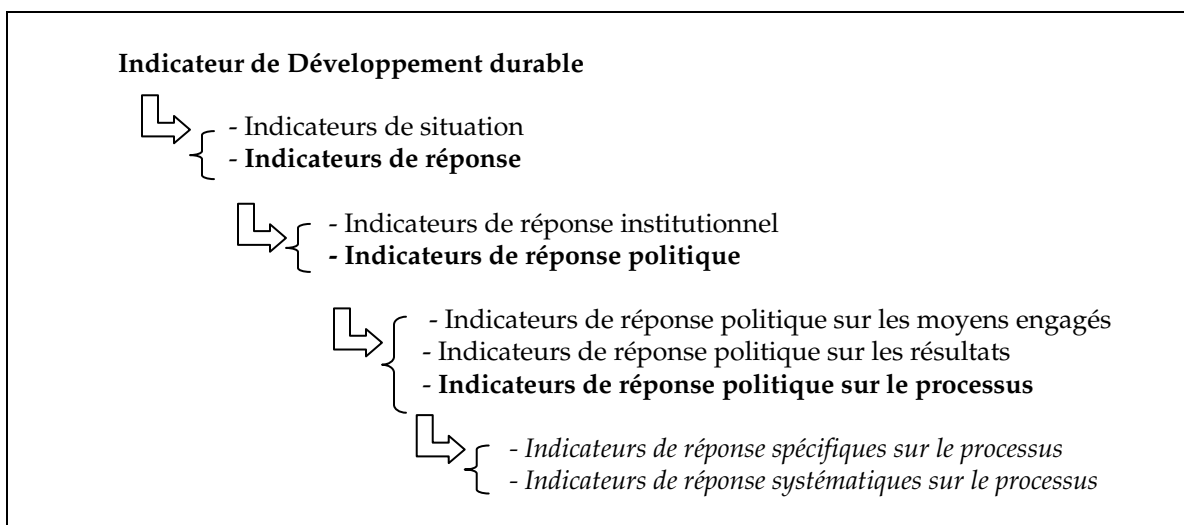 Indicateur de Développement durable
- Indicateurs de situation
- Indicateurs de réponse
- Indicateurs de réponse institutionnel
- Indicateurs de réponse politique
- Indicateurs de réponse politique sur les moyens engagés
- Indicateurs de réponse politique sur les résultats
- Indicateurs de réponse politique sur le processus
- Indicateurs de réponse spécifiques sur le processus
- Indicateurs de réponse systématiques sur le processus